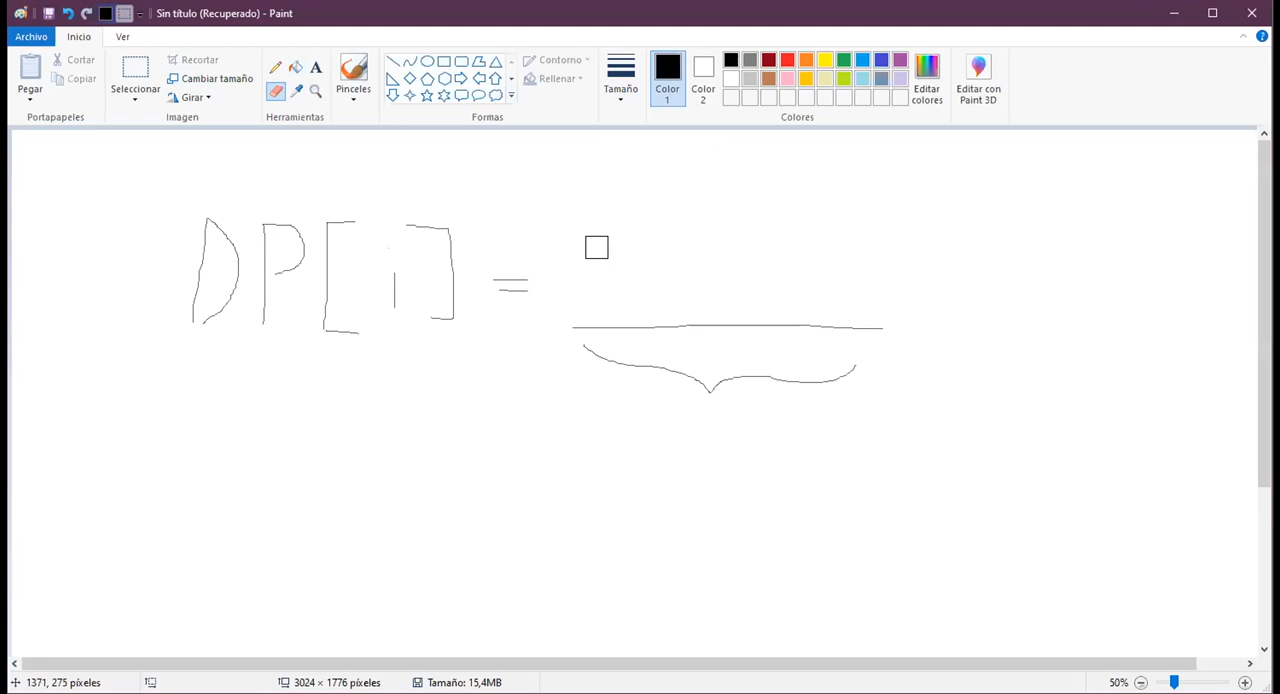 Sin título (Recuperado) - Paint
Archivo Inicio Ver
Pegar
Cortar
Copiar
Portapapeles
Seleccionar
Recortar
Cambiar tamaño
Girar
Imagen
A
Herramientas
Pinceles
Contorno
Rellenar
Formas
Tamaño
Color 1
Color 2
Editar colores
Colores
Editar con Paint 3D
DP[i] =
1371, 275 píxeles
3024 × 1776 píxeles
Tamaño: 15,4MB
50%